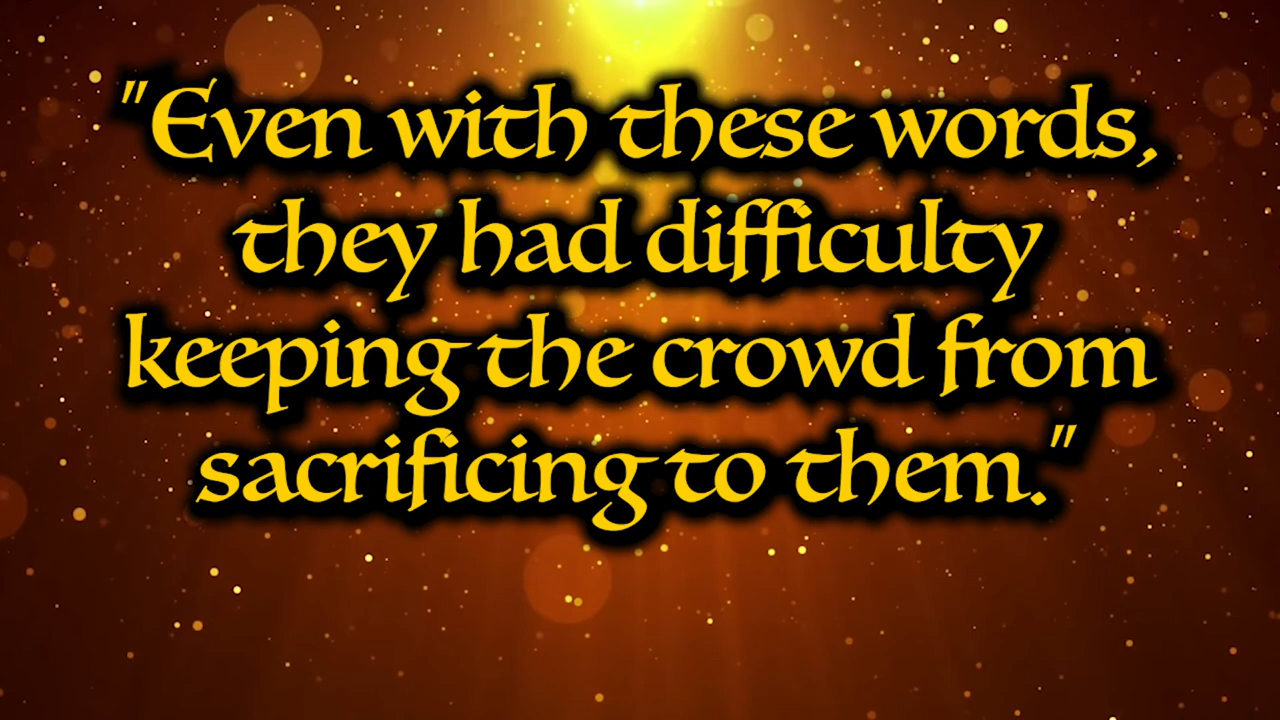 "Even with these words,
they had difficulty
keeping the crowd from
sacrificing to them."